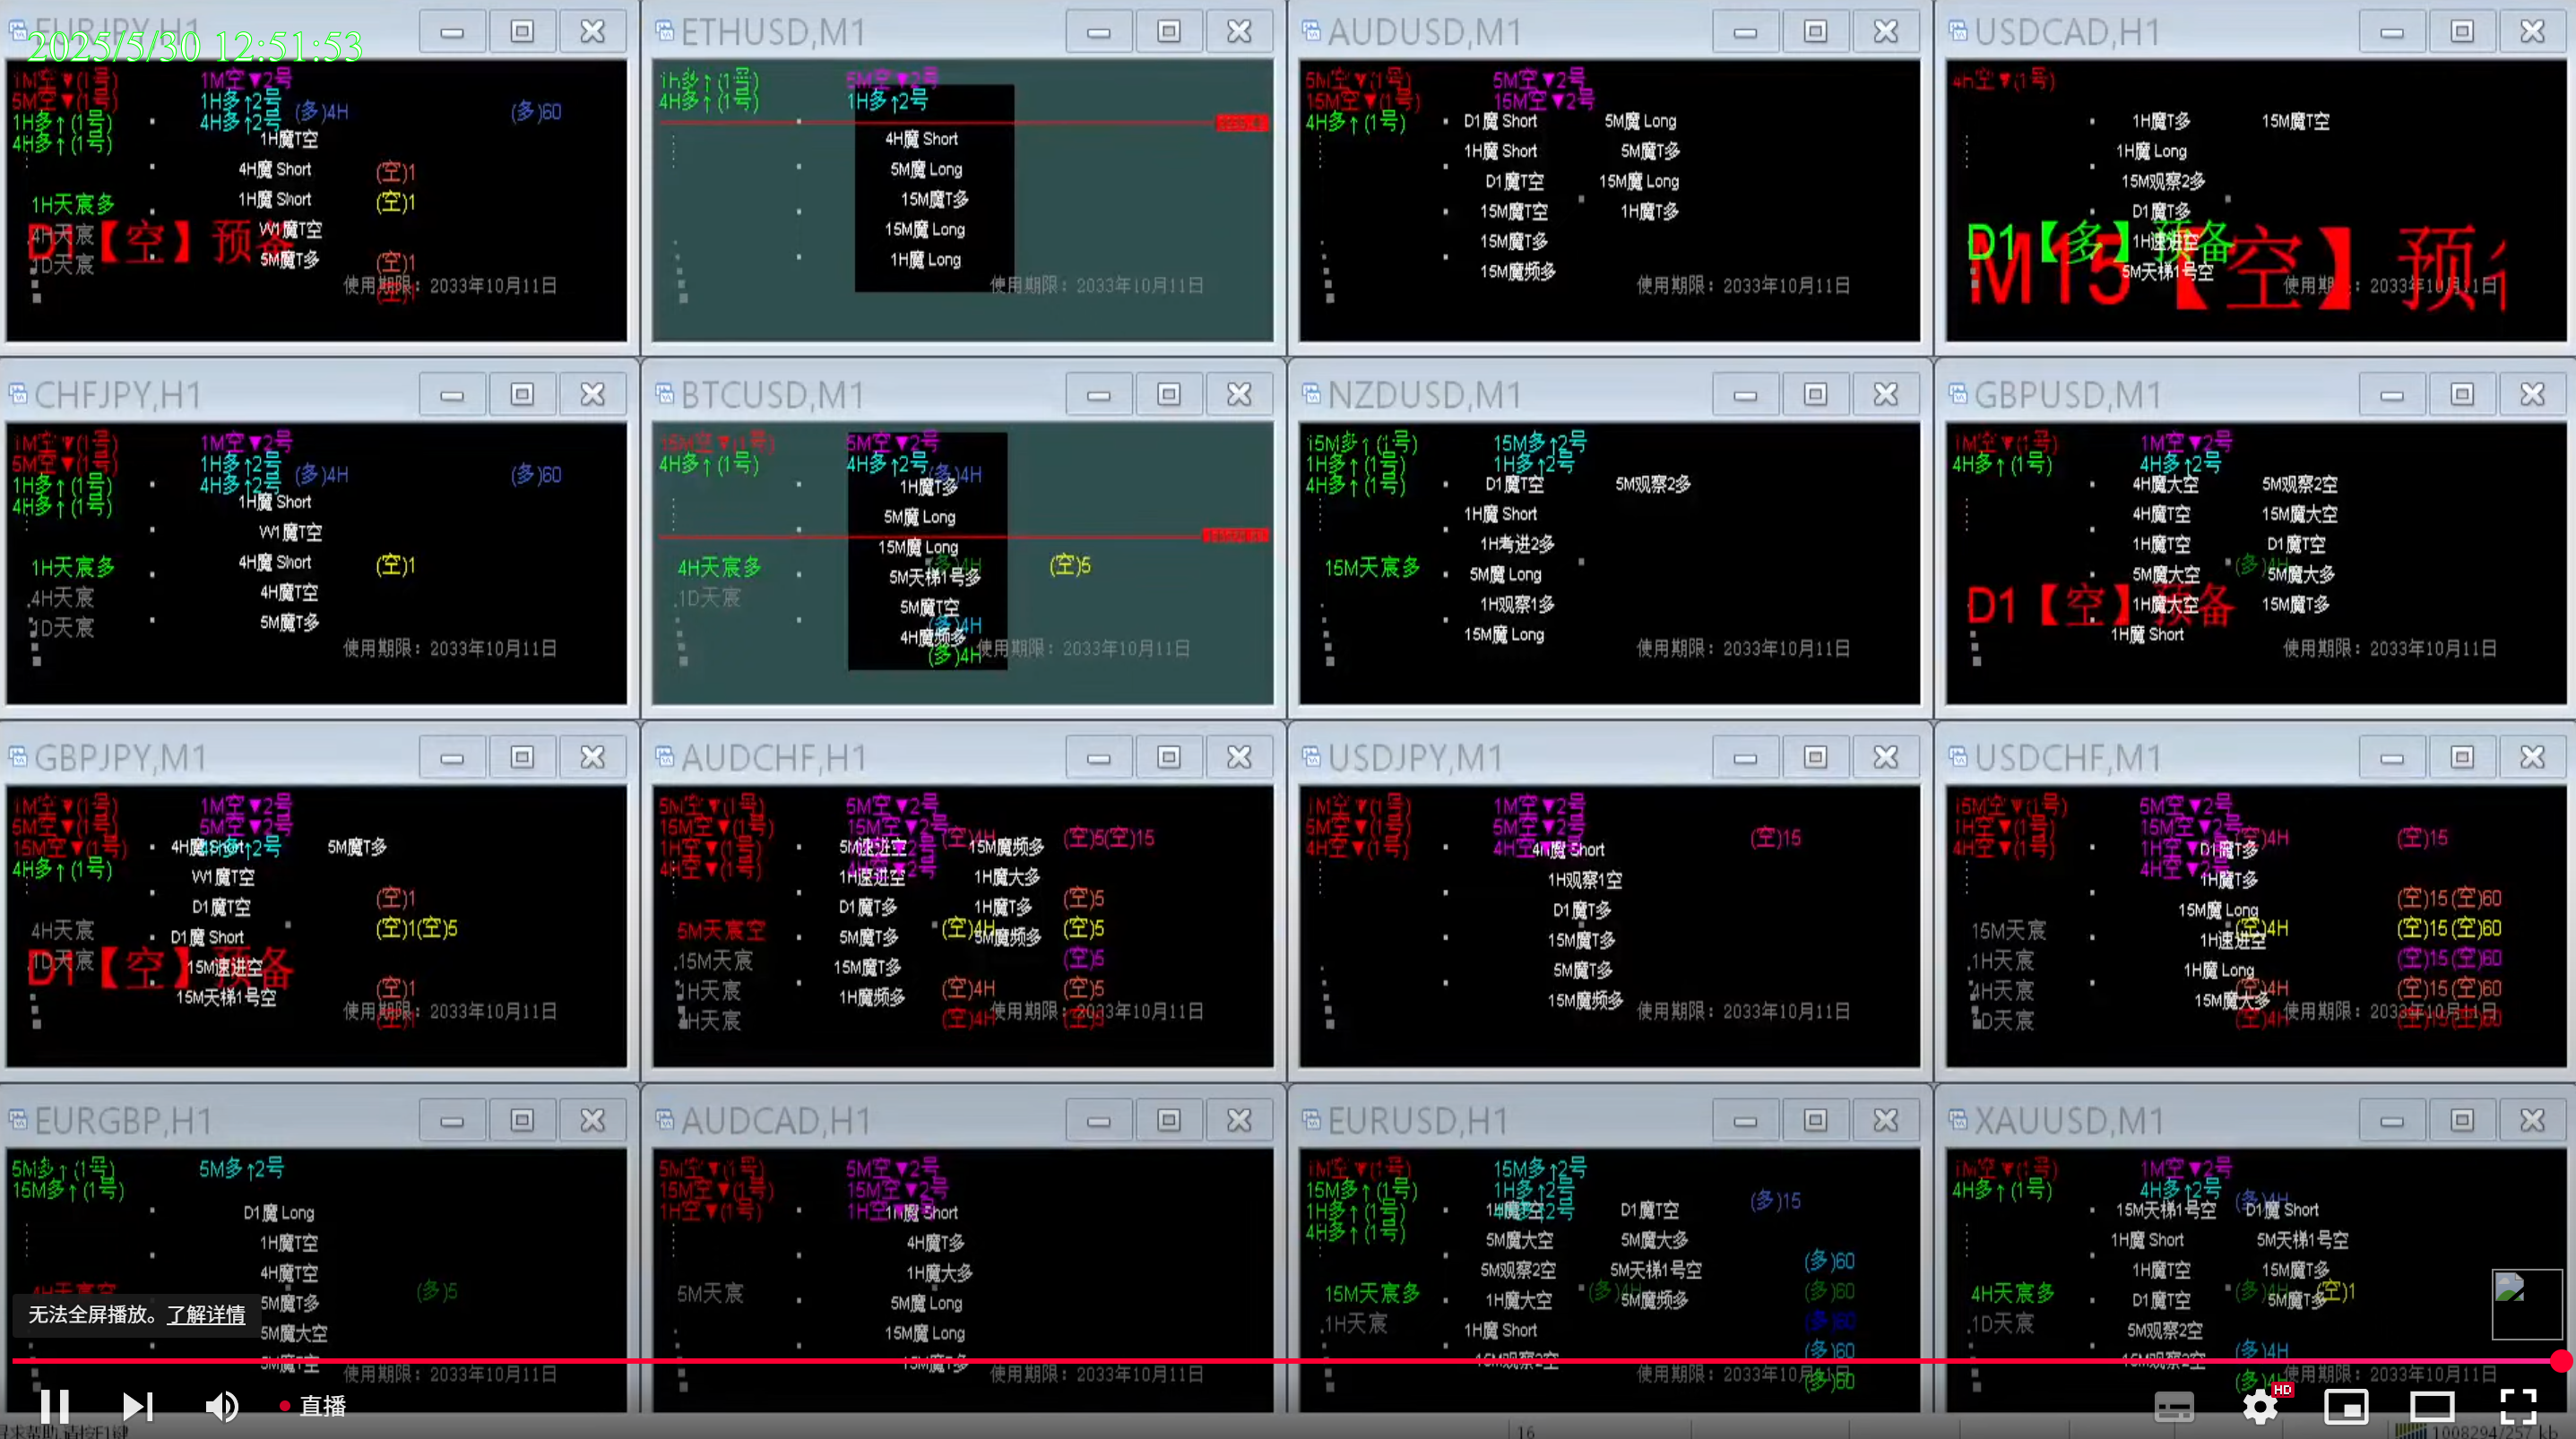 EURJPY,H1
2025/5/30 12:51:53
1M空▼(1号)
1M空▼2号
5M空▼(1号)
1H多↑2号
(多)4H
(多)60
1H多↑(1号)
4H多↑2号
4H多↑(1号)
1H魔T空
4H魔 Short
(空)1
1H魔 Short
(空)1
1H天宸多
W1魔T空
4H天宸
D1【空】预备
1D天宸
5M魔T多
(空)1
使用期限：2033年10月11日
ETHUSD,M1
1h多↑(1号)
5M空▼2号
4H多↑(1号)
1H多↑2号
4H魔 Short
5M魔 Long
15M魔T多
15M魔 Long
1H魔 Long
使用期限：2033年10月11日
AUDUSD,M1
5M空▼(1号)
5M空▼2号
15M空▼(1号)
15M空▼2号
4H多↑(1号)
D1魔 Short
5M魔 Long
1H魔 Short
5M魔T多
D1魔T空
15M魔 Long
15M魔T空
1H魔T多
15M魔T多
15M魔频多
使用期限：2033年10月11日
USDCAD,H1
4h空▼(1号)
1H魔T多
15M魔T空
1H魔 Long
15M观察2多
D1魔T多
D1【多】预备
1H速进空
M15【空】
5M天梯1号空
使用期限：2033年10月11日
CHFJPY,H1
1M空▼(1号)
1M空▼2号
5M空▼(1号)
1H多↑2号
(多)4H
(多)60
1H多↑(1号)
4H多↑2号
4H多↑(1号)
1H魔 Short
W1魔T空
4H魔 Short
(空)1
1H天宸多
4H魔T空
4H天宸
1D天宸
5M魔T多
使用期限：2033年10月11日
BTCUSD,M1
15M空▼(1号)
5M空▼2号
4H多↑(1号)
4H多↑2号
(多)4H
1H魔T多
5M魔 Long
15M魔 Long
4H天宸多
5M天梯1号多
(空)5
1D天宸
5M魔T空
(多)4H
4H魔频多
(多)4H
使用期限：2033年10月11日
NZDUSD,M1
15M多↑(1号)
15M多↑2号
1H多↑(1号)
1H多↑2号
4H多↑(1号)
D1魔T空
5M观察2多
1H魔 Short
1H考进2多
15M天宸多
5M魔 Long
1H观察1多
15M魔 Long
使用期限：2033年10月11日
GBPUSD,M1
1M空▼(1号)
1M空▼2号
4H多↑(1号)
4H多↑2号
4H魔大空
5M观察2空
4H魔T空
15M魔大空
1H魔T空
D1魔T空
5M魔大空
(多)4H
5M魔大多
D1【空】预备
1H魔大空
15M魔T多
1H魔 Short
使用期限：2033年10月11日
GBPJPY,M1
1M空▼(1号)
1M空▼2号
5M空▼(1号)
5M空▼2号
15M空▼(1号)
4H多↑2号
4H魔 Short
5M魔T多
4H多↑(1号)
W1魔T空
D1魔T空
(空)1
4H天宸
D1魔 Short
(空)1(空)5
1D天宸
D1【空】预备
15M速进空
15M天梯1号空
(空)1
(空)1
使用期限：2033年10月11日
AUDCHF,H1
5M空▼(1号)
5M空▼2号
15M空▼(1号)
15M空▼2号
(空)4H
(空)5(空)15
1H空▼(1号)
5M速进空
15M魔频多
4H空▼(1号)
1H速进空
1H魔大多
D1魔T多
1H魔T多
(空)5
5M天宸空
5M魔T多
(空)4H
5M魔频多
(空)5
15M天宸
15M魔T多
(空)5
1H天宸
1H魔频多
(空)4H
(空)5
4H天宸
(空)4H
使用期限：2033年10月11日
USDJPY,M1
1M空▼(1号)
1M空▼2号
5M空▼(1号)
5M空▼2号
(空)15
4H空▼(1号)
4H魔 Short
1H观察1空
D1魔T多
15M魔T多
5M魔T多
15M魔频多
使用期限：2033年10月11日
USDCHF,M1
15M空▼(1号)
5M空▼2号
1H空▼(1号)
15M空▼2号
(空)4H
(空)15
4H空▼(1号)
1H空▼2号
D1魔T多
4H空▼2号
1H魔T多
15M魔 Long
(空)15(空)60
15M天宸
(空)4H
(空)15(空)60
1H速进空
1H天宸
(空)15(空)60
1H魔 Long
4H天宸
(空)4H
(空)15(空)60
15M魔大多
1D天宸
(空)4H
(空)15(空)60
使用期限：2033年10月11日
EURGBP,H1
5M多↑(1号)
5M多↑2号
15M多↑(1号)
D1魔 Long
1H魔T空
4H魔T空
4H天宸空
5M魔T多
(多)5
5M魔大空
5M魔T空
使用期限：2033年10月11日
AUDCAD,H1
5M空▼(1号)
5M空▼2号
15M空▼(1号)
15M空▼2号
1H空▼(1号)
1H魔 Short
4H魔T多
1H魔大多
5M天宸
5M魔 Long
15M魔 Long
15M魔T多
使用期限：2033年10月11日
EURUSD,H1
1M空▼(1号)
15M多↑2号
15M多↑(1号)
1H多↑2号
(多)15
1H多↑(1号)
D1魔T空
4H多↑(1号)
5M魔大空
5M魔大多
5M观察2空
5M天梯1号空
(多)60
15M天宸多
1H魔大空
(多)4H
5M魔频多
(多)60
1H天宸
1H魔 Short
(多)60
15M观察2空
(多)60
(多)60
使用期限：2033年10月11日
XAUUSD,M1
1M空▼(1号)
1M空▼2号
4H多↑(1号)
4H多↑2号
(多)4H
15M天梯1号空
D1魔 Short
1H魔 Short
5M天梯1号空
1H魔T空
15M魔T多
4H天宸多
D1魔T空
(多)4H
5M魔T多
(空)1
1D天宸
5M观察2空
(多)4H
15M观察2空
(多)4H
使用期限：2033年10月11日
无法全屏播放。了解详情
直播
HD
寻求帮助,请按F1键
16
1008294/257 kb